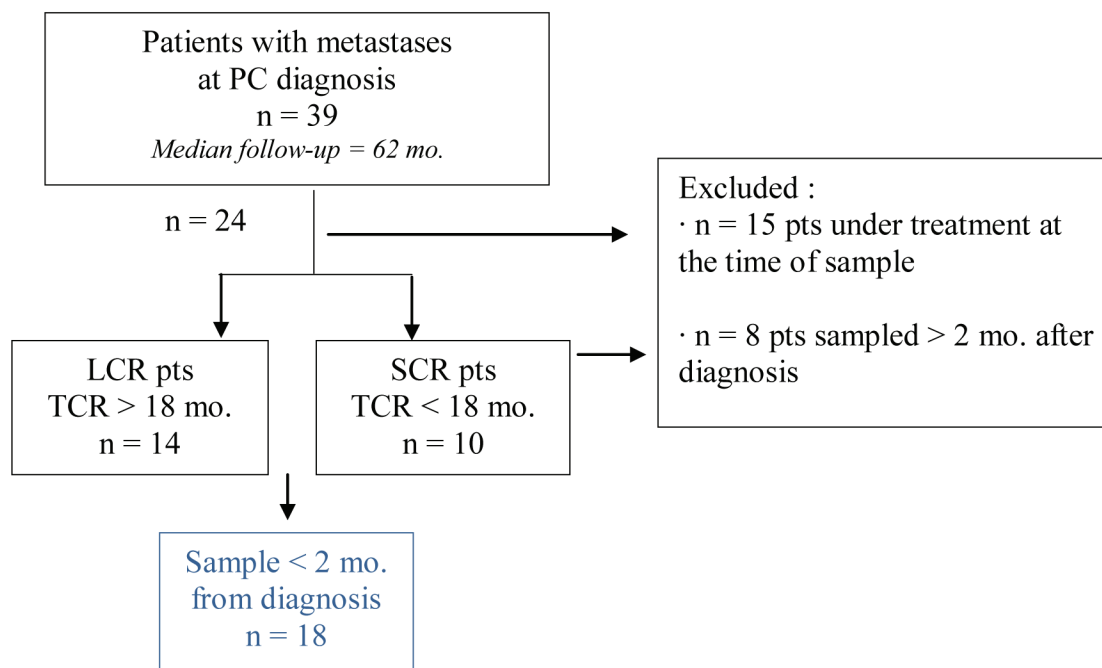 Patients with metastases
at PC diagnosis
n = 39
Median follow-up = 62 mo.
n = 24
Excluded :
· n = 15 pts under treatment at
the time of sample
· n = 8 pts sampled > 2 mo. after
diagnosis
LCR pts
TCR > 18 mo.
n = 14
SCR pts
TCR < 18 mo.
n = 10
Sample < 2 mo.
from diagnosis
n = 18